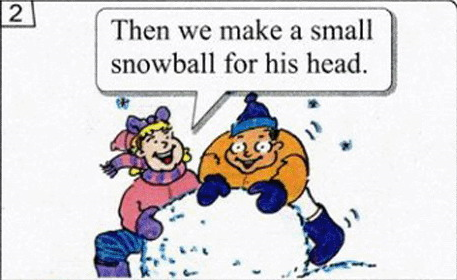 2
Then we make a small
snowball for his head.